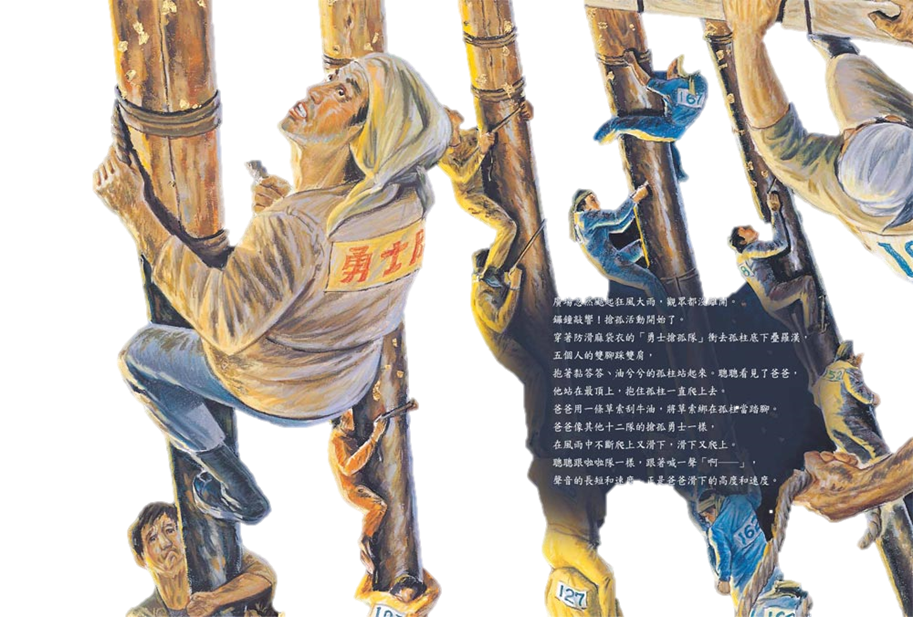 勇士
167
廣場忽然颳起狂風大雨,觀眾都沒離開。
鑼鐘敲響!搶孤活動開始了。
穿著防滑麻袋衣的「勇士搶孤隊」衝去孤柱底下疊羅漢,
五個人的雙腳踩雙肩,
抱著黏答答、油兮兮的孤柱站起來。聰聰看見了爸爸,
他站在最頂上,抱住孤柱一直爬上去。
爸爸用一條草索刮牛油,將草索綁在孤柱當踏腳。
爸爸像其他十二隊的搶孤勇士一樣,
在風雨中不斷爬上又滑下,滑下又爬上。
聰聰跟啦啦隊一樣,跟著喊一聲「啊——」,
聲音的長短和速度,正是爸爸滑下的高度和速度。
162
127